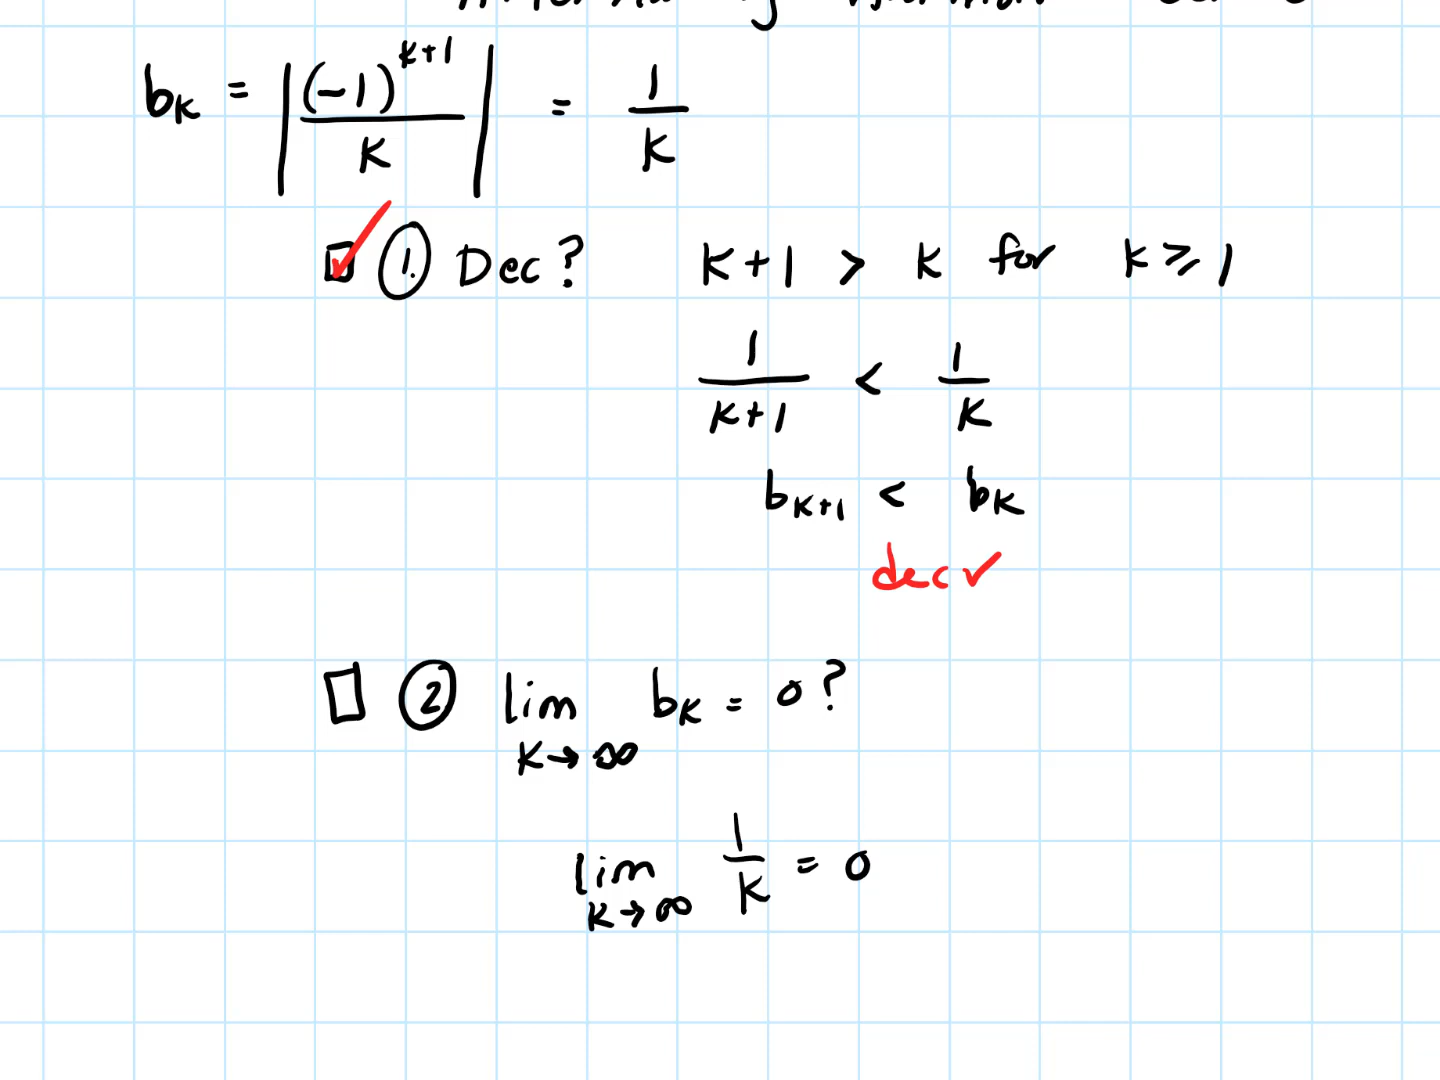 b_k = |(-1)^{k+1} / k| = 1/k
① Dec? k+1 > k for k ≥ 1
1/(k+1) < 1/k
b_{k+1} < b_k
dec ✓
② lim_{k→∞} b_k = 0?
lim_{k→∞} 1/k = 0